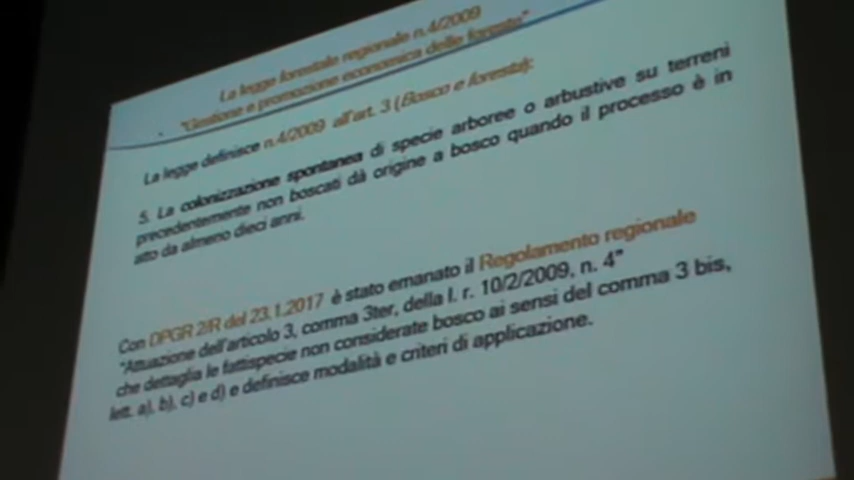 La legge forestale regionale n.4/2009
"Gestione e promozione economica delle foreste"
La legge definisce n.4/2009 all'art. 3 (Bosco e foresta):
5. La colonizzazione spontanea di specie arboree o arbustive su terreni
precedentemente non boscati dà origine a bosco quando il processo è in
atto da almeno dieci anni.
Con DPGR 2/R del 23.1.2017 è stato emanato il Regolamento regionale
"Attuazione dell'articolo 3, comma 3ter, della l. r. 10/2/2009, n. 4"
che dettaglia le fattispecie non considerate bosco ai sensi del comma 3 bis,
lett. a), b), c) e d) e definisce modalità e criteri di applicazione.